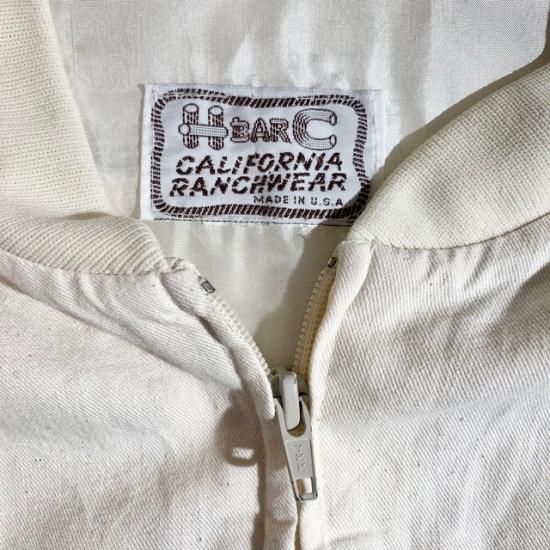 H BAR C
CALIFORNIA
RANCHWEAR
MADE IN U.S.A